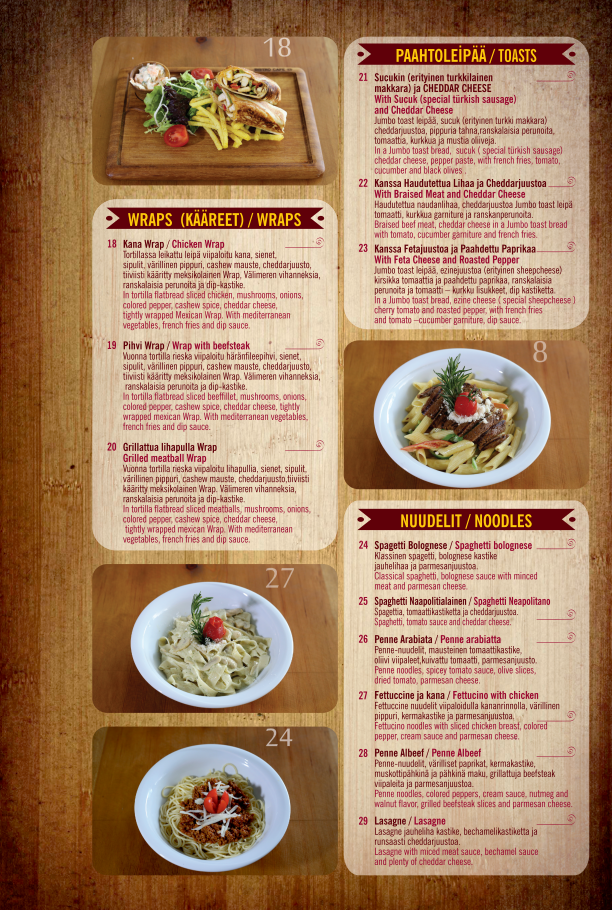 18
WRAPS (KÄÄREET) / WRAPS
18 Kana Wrap / Chicken Wrap
Tortillassa leikattu leipä viipaloitu kana, sienet,
sipulit, värillinen pippuri, cashew mauste, cheddarjuusto,
tiiviisti kääritty meksikolainen Wrap. Välimeren vihanneksia,
ranskalaisia perunoita ja dip-kastike.
In tortilla flatbread sliced chicken, mushrooms, onions,
colored pepper, cashew spice, cheddar cheese,
tightly wrapped Mexican Wrap. With mediterranean
vegetables, french fries and dip sauce.
19 Pihvi Wrap / Wrap with beefsteak
Vuonna tortilla rieska viipaloitu häränfileepihvi, sienet,
sipulit, värillinen pippuri, cashew mauste, cheddarjuusto,
tiiviisti kääritty meksikolainen Wrap. Välimeren vihanneksia,
ranskalaisia perunoita ja dip-kastike.
In tortilla flatbread sliced beeffillet, mushrooms, onions,
colored pepper, cashew spice, cheddar cheese, tightly
wrapped mexican Wrap. With mediterranean vegetables,
french fries and dip sauce.
20 Grillattua lihapulla Wrap
Grilled meatball Wrap
Vuonna tortilla rieska viipaloitu lihapullia, sienet, sipulit,
värillinen pippuri, cashew mauste, cheddarjuusto,tiiviisti
kääritty meksikolainen Wrap. Välimeren vihanneksia,
ranskalaisia perunoita ja dip-kastike.
In tortilla flatbread sliced meatballs, mushrooms, onions,
colored pepper, cashew spice, cheddar cheese,
tightly wrapped mexican Wrap. With mediterranean
vegetables, french fries and dip sauce.
27
24
PAAHTOLEIPÄÄ / TOASTS
21 Sucukin (erityinen turkkilainen
makkara) ja CHEDDAR CHEESE
With Sucuk (special türkish sausage)
and Cheddar Cheese
Jumbo toast leipää, sucuk (erityinen turkki makkara)
cheddarjuustoa, pippuria tahna,ranskalaisia perunoita,
tomaattia, kurkkua ja mustia oliiveja.
In a Jumbo toast bread, sucuk ( special türkish sausage)
cheddar cheese, pepper paste, with french fries, tomato,
cucumber and black olives .
22 Kanssa Haudutettua Lihaa ja Cheddarjuustoa
With Braised Meat and Cheddar Cheese
Haudutettua naudanlihaa, cheddarjuustoa Jumbo toast leipä
tomaatti, kurkkua garniture ja ranskanperunoita.
Braised beef meat, cheddar cheese in a Jumbo toast bread
with tomato, cucumber garniture and french fries.
23 Kanssa Fetajuustoa ja Paahdettu Paprikaa
With Feta Cheese and Roasted Pepper
Jumbo toast leipää, ezinejuustoa (erityinen sheepcheese)
kirsikka tomaattia ja paahdettu paprikaa, ranskalaisia
perunoita ja tomaatti – kurkku lisukkeet, dip kastiketta.
In a Jumbo toast bread, ezine cheese ( special sheepcheese )
cherry tomato and roasted pepper, with french fries
and tomato –cucumber garniture, dip sauce.
8
NUUDELIT / NOODLES
24 Spagetti Bolognese / Spaghetti bolognese
Klassinen spagetti, bolognese kastike
jauhelihaa ja parmesanjuustoa.
Classical spaghetti, bolognese sauce with minced
meat and parmesan cheese.
25 Spaghetti Naapolitialainen / Spaghetti Neapolitano
Spagettia, tomaattikastiketta ja cheddarjuustoa.
Spaghetti, tomato sauce and cheddar cheese.
26 Penne Arabiata / Penne arabiatta
Penne-nuudelit, mausteinen tomaattikastike,
oliivi viipaleet,kuivattu tomaatti, parmesanjuusto.
Penne noodles, spicey tomato sauce, olive slices,
dried tomato, parmesan cheese.
27 Fettuccine ja kana / Fettucino with chicken
Fettuccine nuudelit viipaloidulla kananrinnolla, värillinen
pippuri, kermakastike ja parmesanjuustoa.
Fettucino noodles with sliced chicken breast, colored
pepper, cream sauce and parmesan cheese.
28 Penne Albeef / Penne Albeef
Penne-nuudelit, värilliset paprikat, kermakastike,
muskottipähkinä ja pähkinä maku, grillattuja beefsteak
viipaleita ja parmesanjuustoa.
Penne noodles, colored peppers, cream sauce, nutmeg and
walnut flavor, grilled beefsteak slices and parmesan cheese.
29 Lasagne / Lasagne
Lasagne jauheliha kastike, bechamelikastiketta ja
runsaasti cheddarjuustoa.
Lasagne with miced meat sauce, bechamel sauce
and plenty of cheddar cheese.